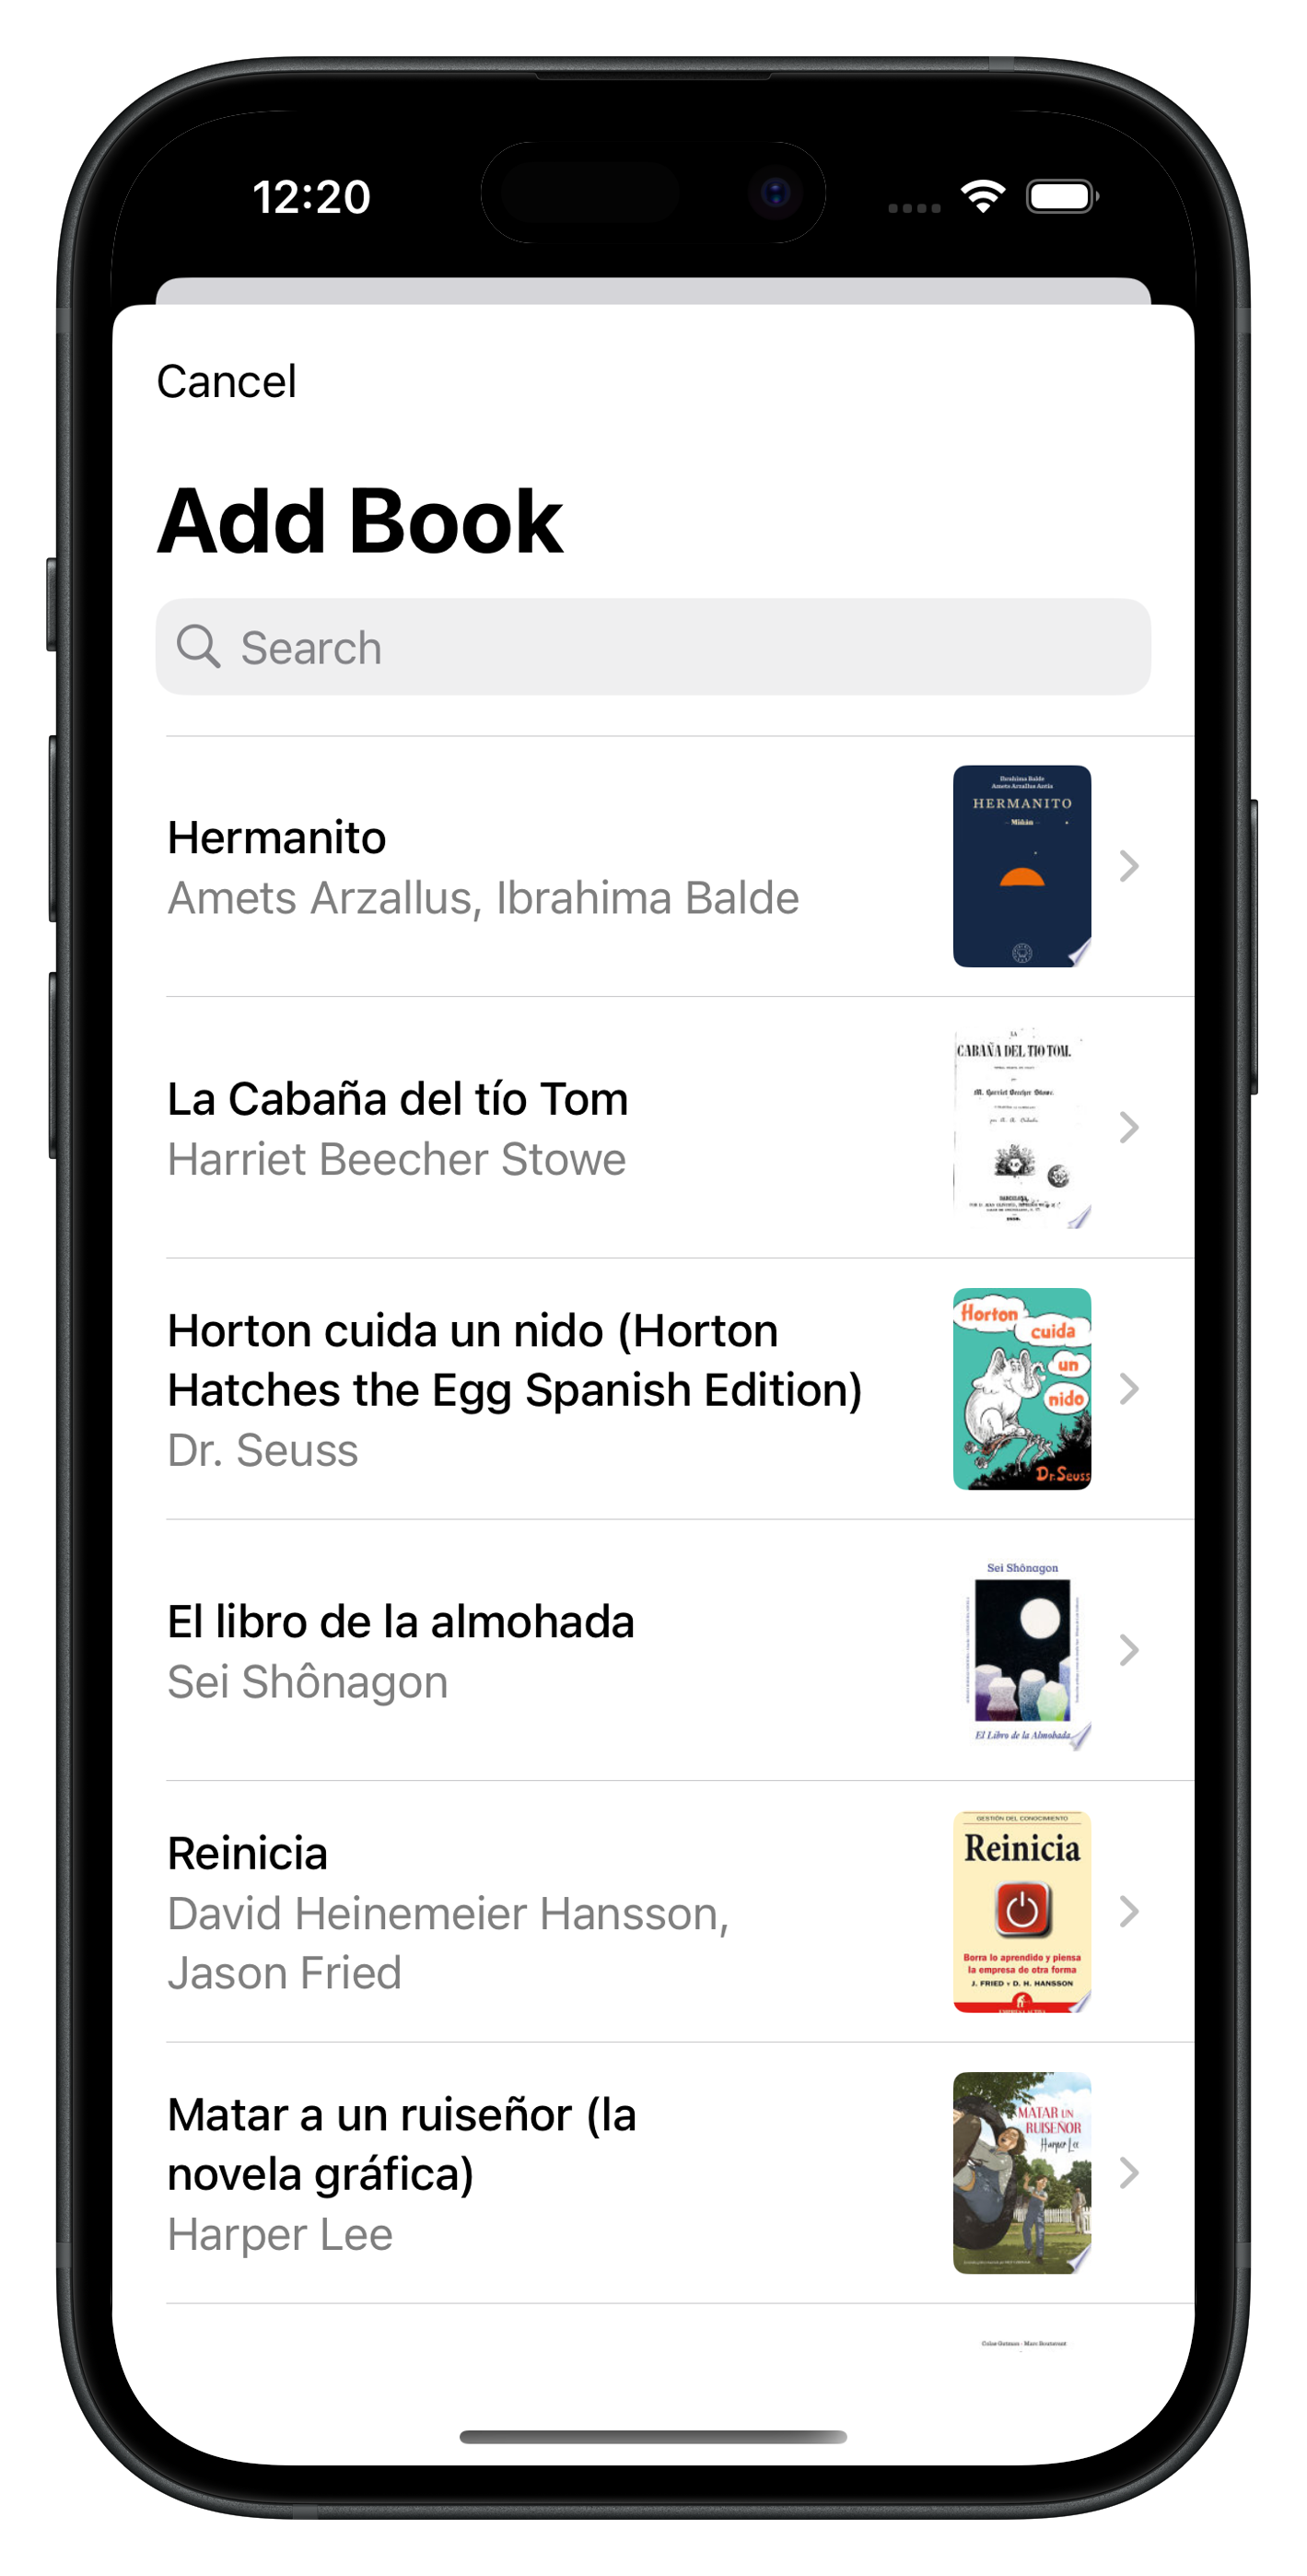 12:20
Cancel
Add Book
Search
Hermanito
Amets Arzallus, Ibrahima Balde
Ibrahima Balde
Amets Arzallus Antia
HERMANITO
Miñán
La Cabaña del tío Tom
Harriet Beecher Stowe
LA
CABAÑA DEL TIO TOM.
M. Harriet Beecher Stowe.
Horton cuida un nido (Horton
Hatches the Egg Spanish Edition)
Dr. Seuss
Horton
cuida
un
nido
Dr. Seuss
El libro de la almohada
Sei Shônagon
Sei Shônagon
El Libro de la Almohada
Reinicia
David Heinemeier Hansson,
Jason Fried
GESTIÓN DEL CONOCIMIENTO
Reinicia
Borra lo aprendido y piensa
la empresa de otra forma
J. FRIED Y D. H. HANSSON
Matar a un ruiseñor (la
novela gráfica)
Harper Lee
MATAR UN
RUISEÑOR
Harper Lee